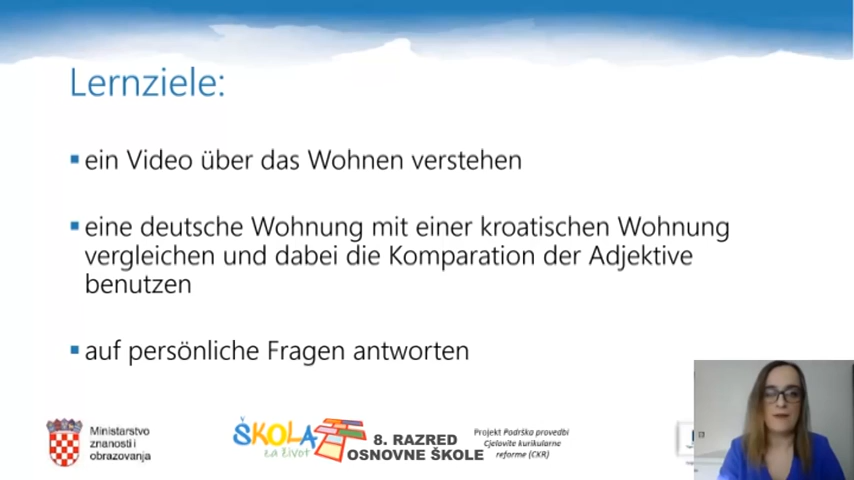 Lernziele:
ein Video über das Wohnen verstehen
eine deutsche Wohnung mit einer kroatischen Wohnung
vergleichen und dabei die Komparation der Adjektive
benutzen
auf persönliche Fragen antworten
Ministarstvo
znanosti i
obrazovanja
ŠKOLA
za život
8. RAZRED
OSNOVNE ŠKOLE
Projekt Podrška provedbi
Cjelovite kurikularne
reforme (CKR)